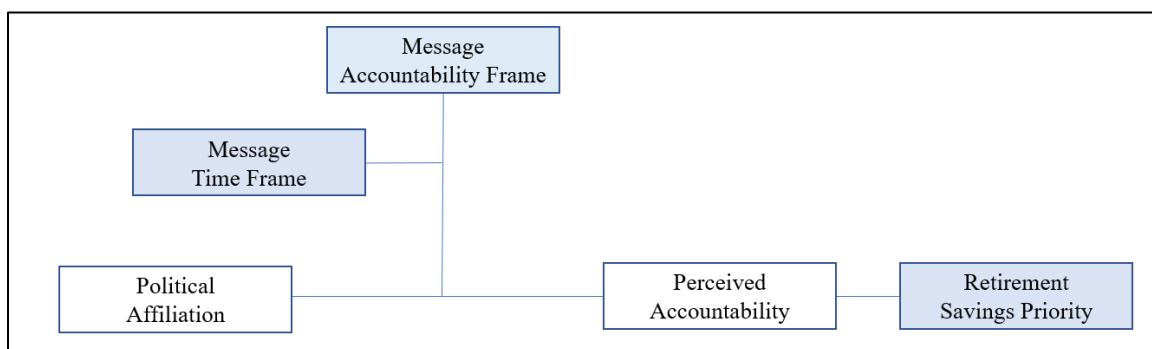 Message
Accountability Frame
Message
Time Frame
Political
Affiliation
Perceived
Accountability
Retirement
Savings Priority